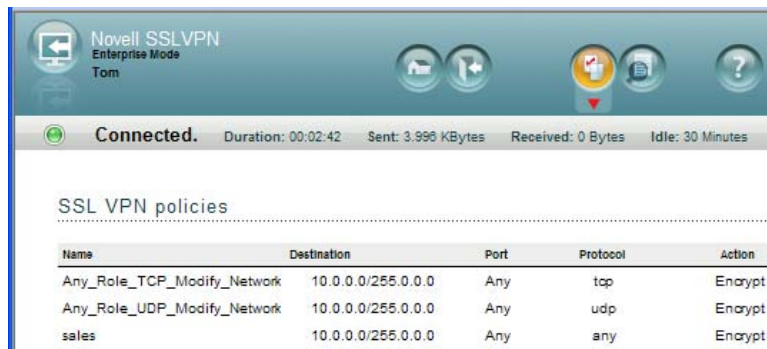 Novell SSLVPN
Enterprise Mode
Tom
?
Connected. Duration: 00:02:42 Sent: 3.996 KBytes Received: 0 Bytes Idle: 30 Minutes
SSL VPN policies
Name Destination Port Protocol Action
Any_Role_TCP_Modify_Network 10.0.0.0/255.0.0.0 Any tcp Encrypt
Any_Role_UDP_Modify_Network 10.0.0.0/255.0.0.0 Any udp Encrypt
sales 10.0.0.0/255.0.0.0 Any any Encrypt